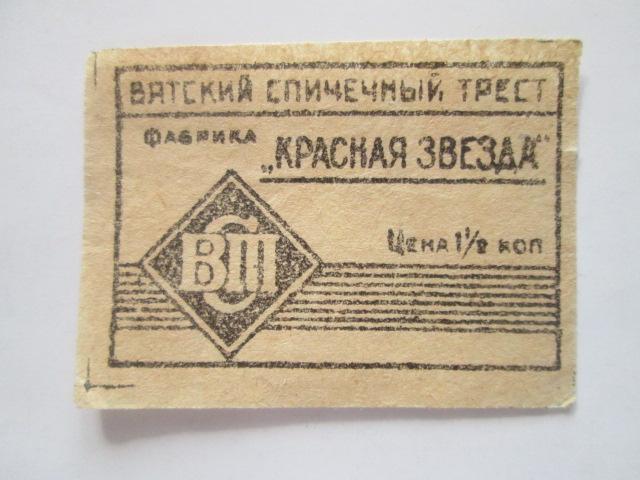 ВЯТСКИЙ СПИЧЕЧНЫЙ ТРЕСТ
ФАБРИКА
„КРАСНАЯ ЗВЕЗДА"
ЦЕНА 1½ КОП
ВСТ